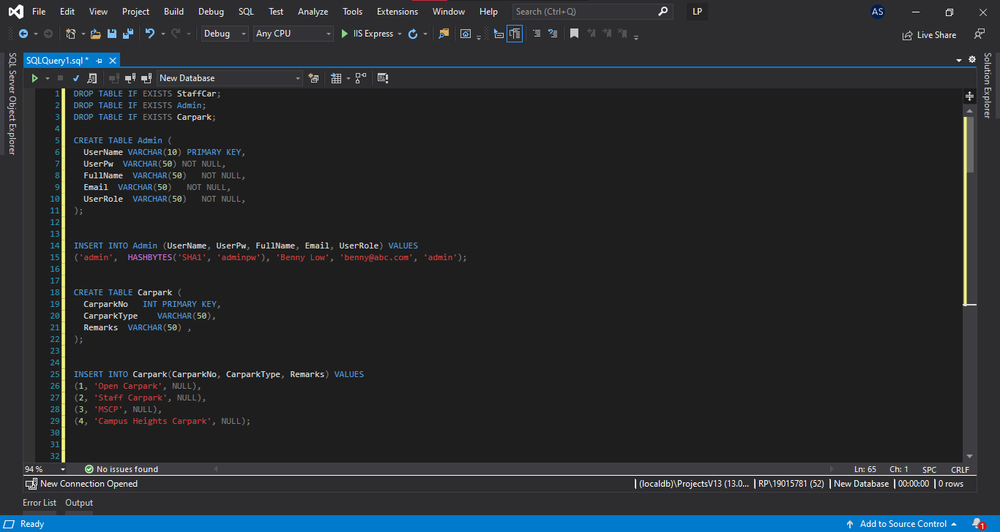 File Edit View Project Build Debug SQL Test Analyze Tools Extensions Window Help Search (Ctrl+Q) LP AS
Debug Any CPU IIS Express Live Share
SQL Server Object Explorer
SQLQuery1.sql *
Solution Explorer
New Database
1 DROP TABLE IF EXISTS StaffCar;
2 DROP TABLE IF EXISTS Admin;
3 DROP TABLE IF EXISTS Carpark;
4
5 CREATE TABLE Admin (
6 UserName VARCHAR(10) PRIMARY KEY,
7 UserPw VARCHAR(50) NOT NULL,
8 FullName VARCHAR(50) NOT NULL,
9 Email VARCHAR(50) NOT NULL,
10 UserRole VARCHAR(50) NOT NULL,
11 );
12
13
14 INSERT INTO Admin (UserName, UserPw, FullName, Email, UserRole) VALUES
15 ('admin', HASHBYTES('SHA1', 'adminpw'), 'Benny Low', 'benny@abc.com', 'admin');
16
17
18 CREATE TABLE Carpark (
19 CarparkNo INT PRIMARY KEY,
20 CarparkType VARCHAR(50),
21 Remarks VARCHAR(50) ,
22 );
23
24
25 INSERT INTO Carpark(CarparkNo, CarparkType, Remarks) VALUES
26 (1, 'Open Carpark', NULL),
27 (2, 'Staff Carpark', NULL),
28 (3, 'MSCP', NULL),
29 (4, 'Campus Heights Carpark', NULL);
30
31
32
94 % No issues found Ln: 65 Ch: 1 SPC CRLF
New Connection Opened (localdb)\ProjectsV13 (13.0... RP\19015781 (52) New Database 00:00:00 0 rows
Error List Output
Ready Add to Source Control 1